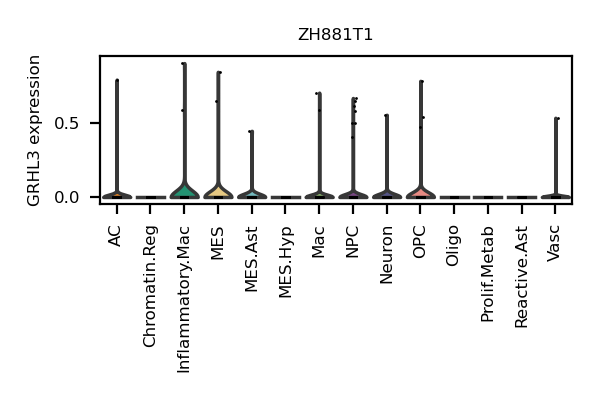 ZH881T1
GRHL3 expression
0.5
0.0
AC
Chromatin.Reg
Inflammatory.Mac
MES
MES.Ast
MES.Hyp
Mac
NPC
Neuron
OPC
Oligo
Prolif.Metab
Reactive.Ast
Vasc